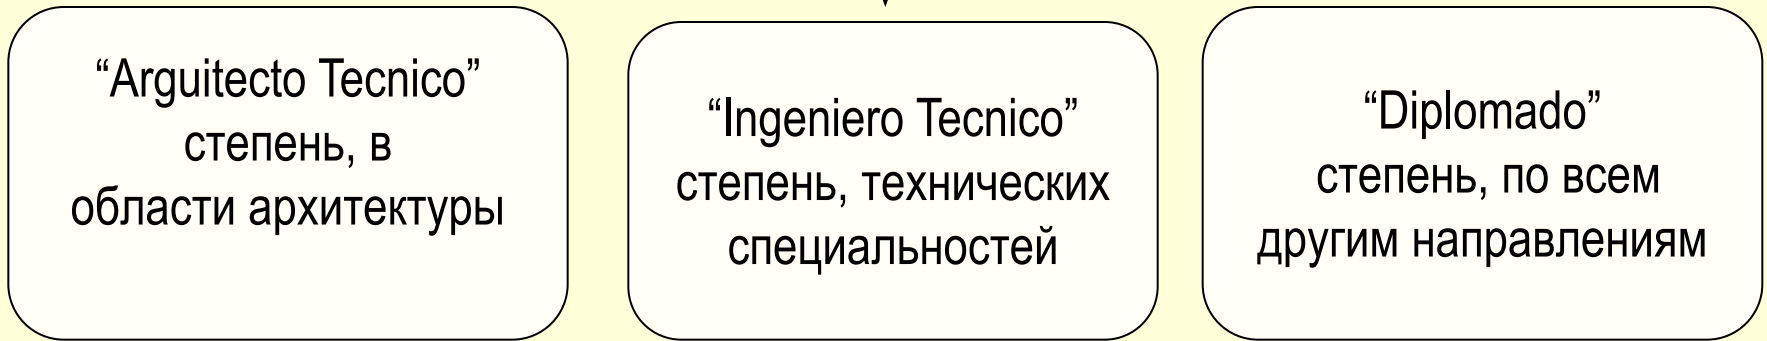 “Arguitecto Tecnico”
степень, в
области архитектуры
“Ingeniero Tecnico”
степень, технических
специальностей
“Diplomado”
степень, по всем
другим направлениям